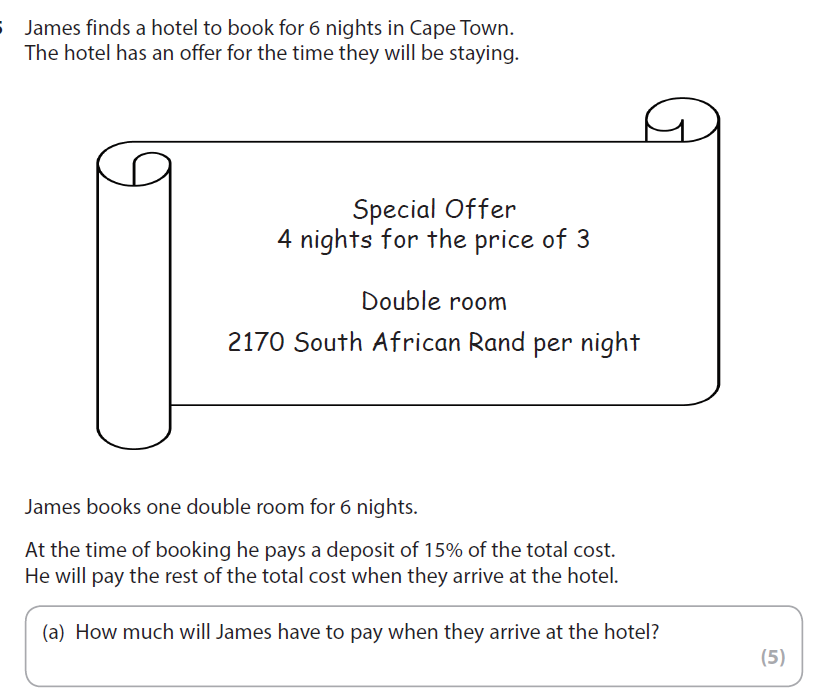 James finds a hotel to book for 6 nights in Cape Town.
The hotel has an offer for the time they will be staying.
Special Offer
4 nights for the price of 3
Double room
2170 South African Rand per night
James books one double room for 6 nights.
At the time of booking he pays a deposit of 15% of the total cost.
He will pay the rest of the total cost when they arrive at the hotel.
(a) How much will James have to pay when they arrive at the hotel?
(5)